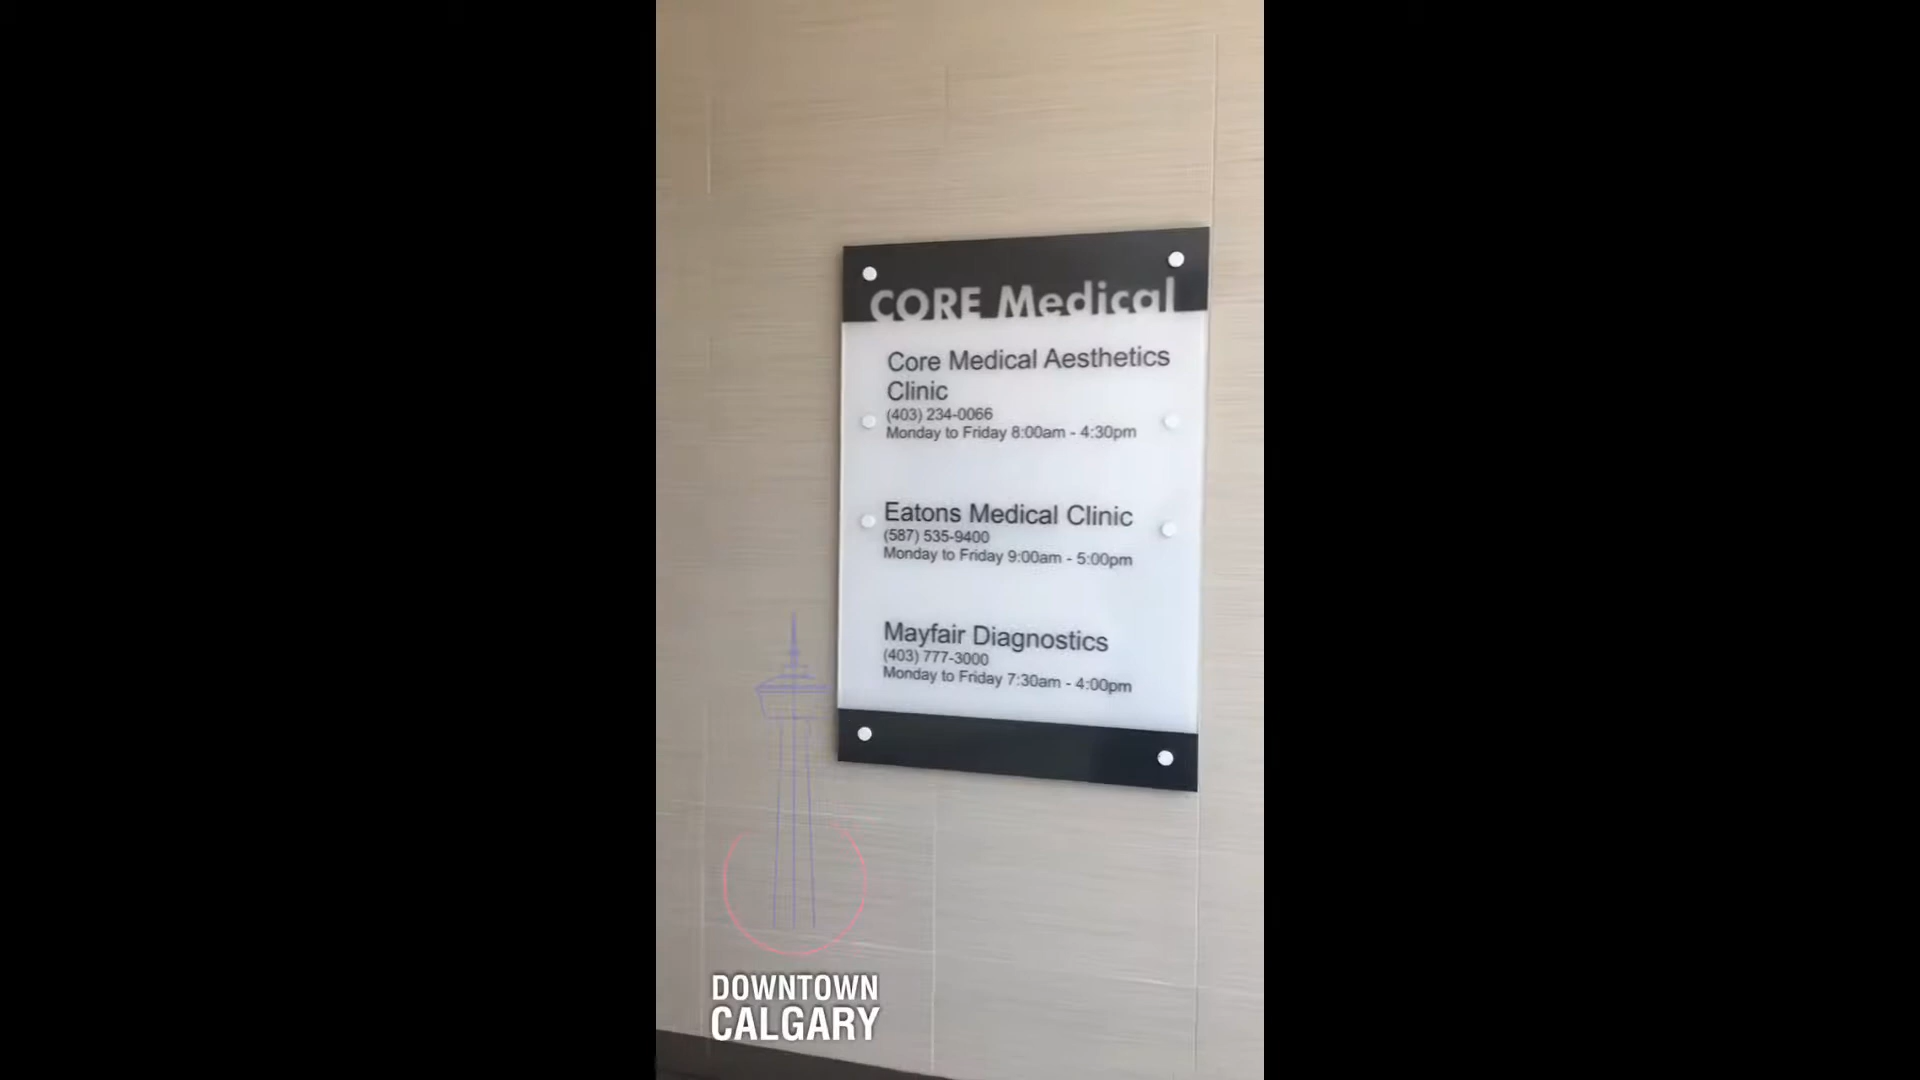 CORE Medical
Core Medical Aesthetics
Clinic
(403) 234-0066
Monday to Friday 8:00am - 4:30pm
Eatons Medical Clinic
(587) 535-9400
Monday to Friday 9:00am - 5:00pm
Mayfair Diagnostics
(403) 777-3000
Monday to Friday 7:30am - 4:00pm
DOWNTOWN
CALGARY